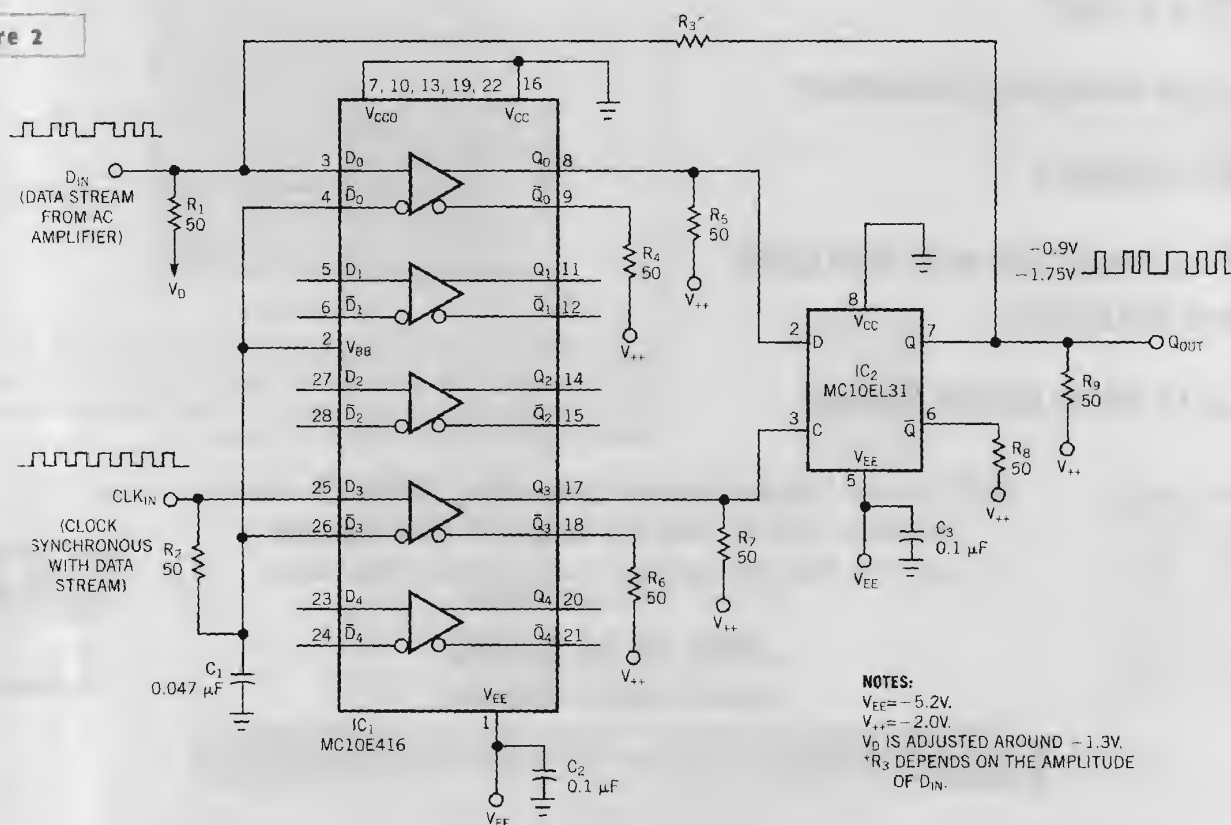 re 2
R3*
7, 10, 13, 19, 22
16
VCCO
VCC
DIN
(DATA STREAM
FROM AC
AMPLIFIER)
R1
50
VD
3
D0
Q0
8
4
D̅0
Q̅0
9
5
D1
Q1
11
6
D̅1
Q̅1
12
2
VBB
27
D2
Q2
14
28
D̅2
Q̅2
15
CLKIN
(CLOCK
SYNCHRONOUS
WITH DATA
STREAM)
R2
50
25
D3
Q3
17
26
D̅3
Q̅3
18
23
D4
Q4
20
24
D̅4
Q̅4
21
C1
0.047 µF
VEE
1
IC1
MC10E416
VEE
C2
0.1 µF
R4
50
V++
R5
50
V++
R6
50
V++
R7
50
V++
8
VCC
2
D
Q
7
IC2
MC10EL31
3
C
Q̅
6
VEE
5
VEE
C3
0.1 µF
R8
50
V++
R9
50
V++
−0.9V
−1.75V
QOUT
NOTES:
VEE=−5.2V.
V++=−2.0V.
VD IS ADJUSTED AROUND −1.3V.
*R3 DEPENDS ON THE AMPLITUDE
OF DIN.